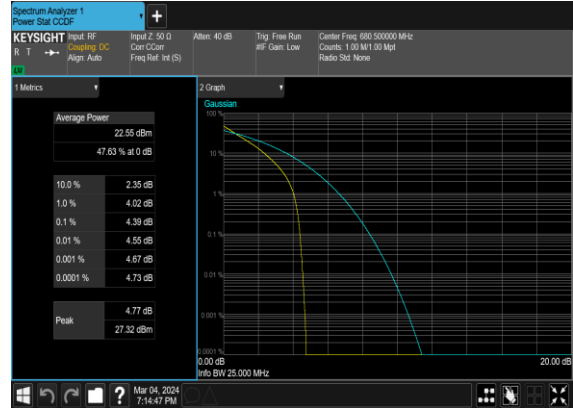 Spectrum Analyzer 1
Power Stat CCDF
KEYSIGHT
R T
LM
Input: RF
Coupling: DC
Align: Auto
Input Z: 50 Ω
Corr CCorr
Freq Ref: Int (S)
Atten: 40 dB
Trig: Free Run
#IF Gain: Low
Center Freq: 680.500000 MHz
Counts: 1.00 M/1.00 Mpt
Radio Std: None
1 Metrics
Average Power
22.55 dBm
47.63 % at 0 dB
10.0 % 2.35 dB
1.0 % 4.02 dB
0.1 % 4.39 dB
0.01 % 4.55 dB
0.001 % 4.67 dB
0.0001 % 4.73 dB
Peak
4.77 dB
27.32 dBm
2 Graph
Gaussian
100 %
10 %
1 %
0.1 %
0.01 %
0.001 %
0.0001 %
0.00 dB
20.00 dB
Info BW 25.000 MHz
?
Mar 04, 2024
7:14:47 PM